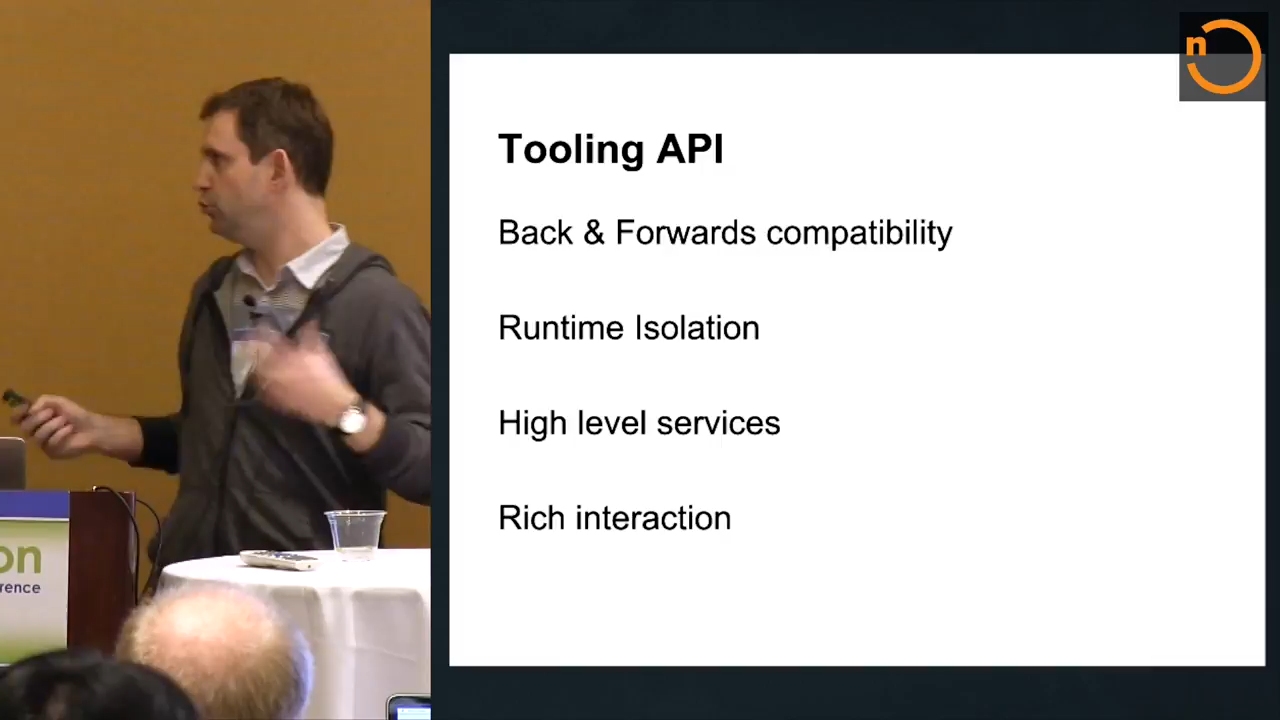 n
Tooling API
Back & Forwards compatibility
Runtime Isolation
High level services
Rich interaction
on
rence